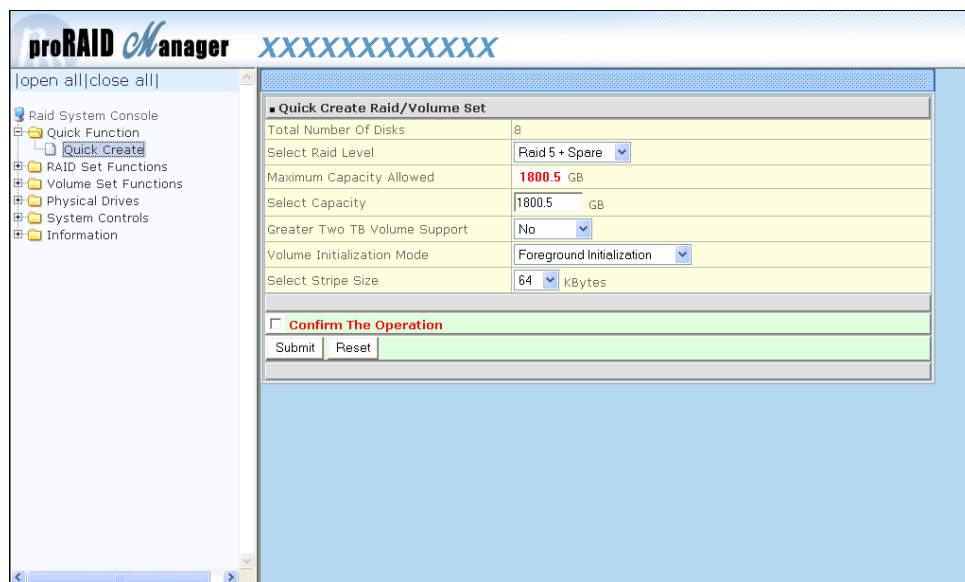 proRAID Manager XXXXXXXXXXXX
|open all|close all|
Raid System Console
Quick Function
Quick Create
RAID Set Functions
Volume Set Functions
Physical Drives
System Controls
Information
Quick Create Raid/Volume Set
Total Number Of Disks 8
Select Raid Level Raid 5 + Spare
Maximum Capacity Allowed 1800.5 GB
Select Capacity 1800.5 GB
Greater Two TB Volume Support No
Volume Initialization Mode Foreground Initialization
Select Stripe Size 64 KBytes
Confirm The Operation
Submit Reset